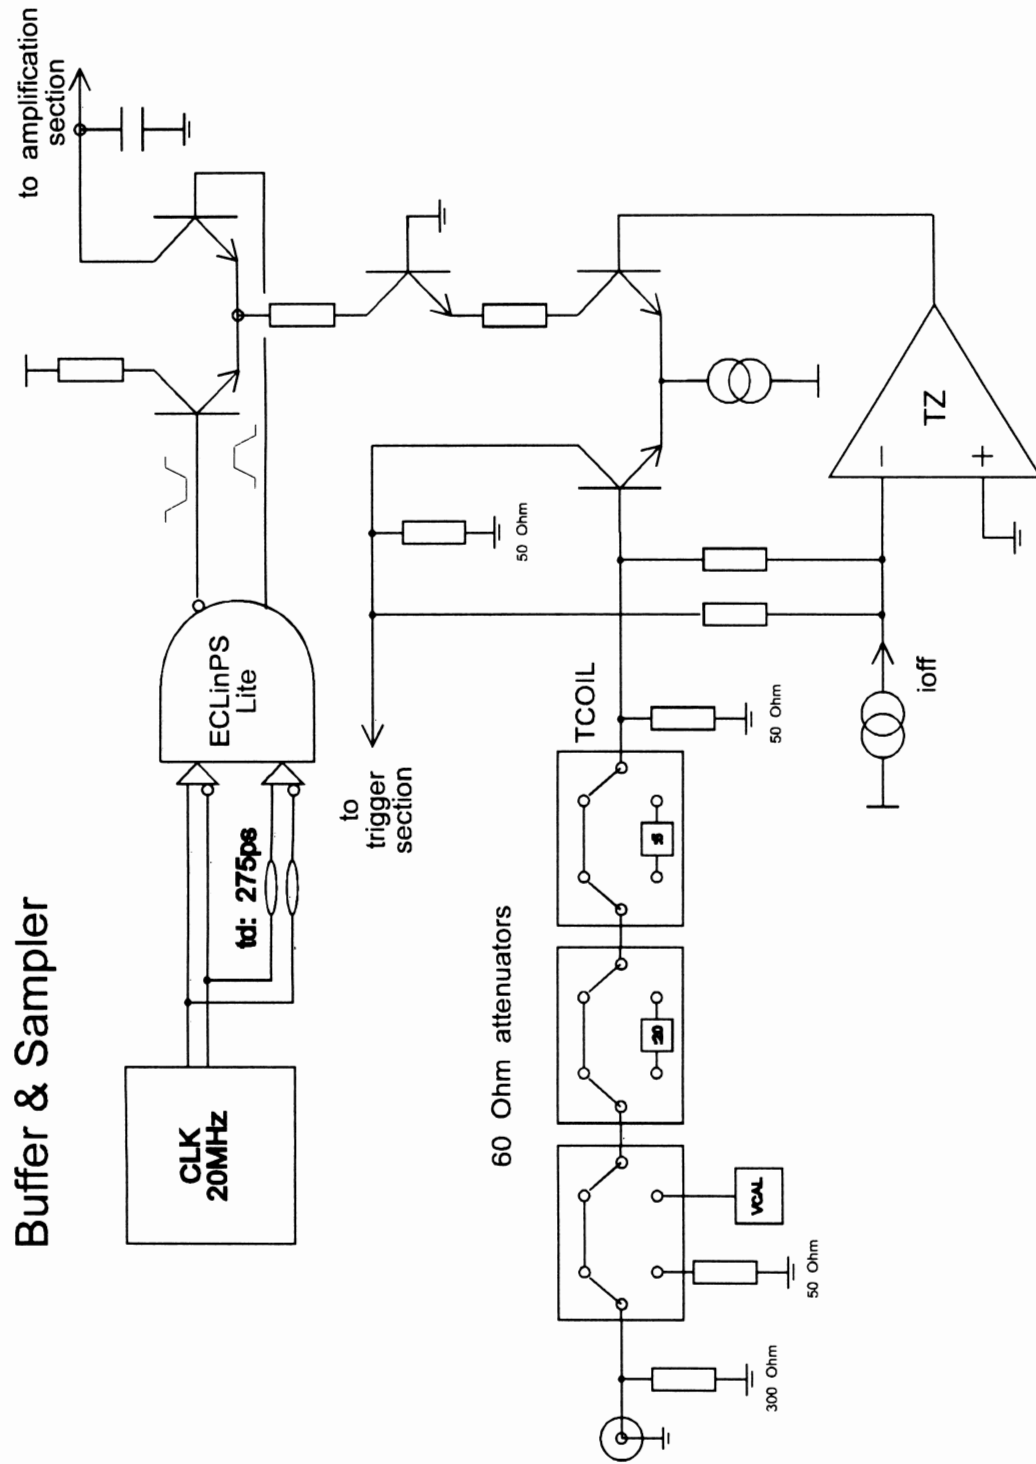 Buffer & Sampler
CLK
20MHz
td: 275ps
ECLinPS
Lite
to amplification
section
to
trigger
section
50 Ohm
60 Ohm attenuators
TCOIL
300 Ohm
50 Ohm
VCAL
:20
:5
50 Ohm
ioff
TZ
−
+